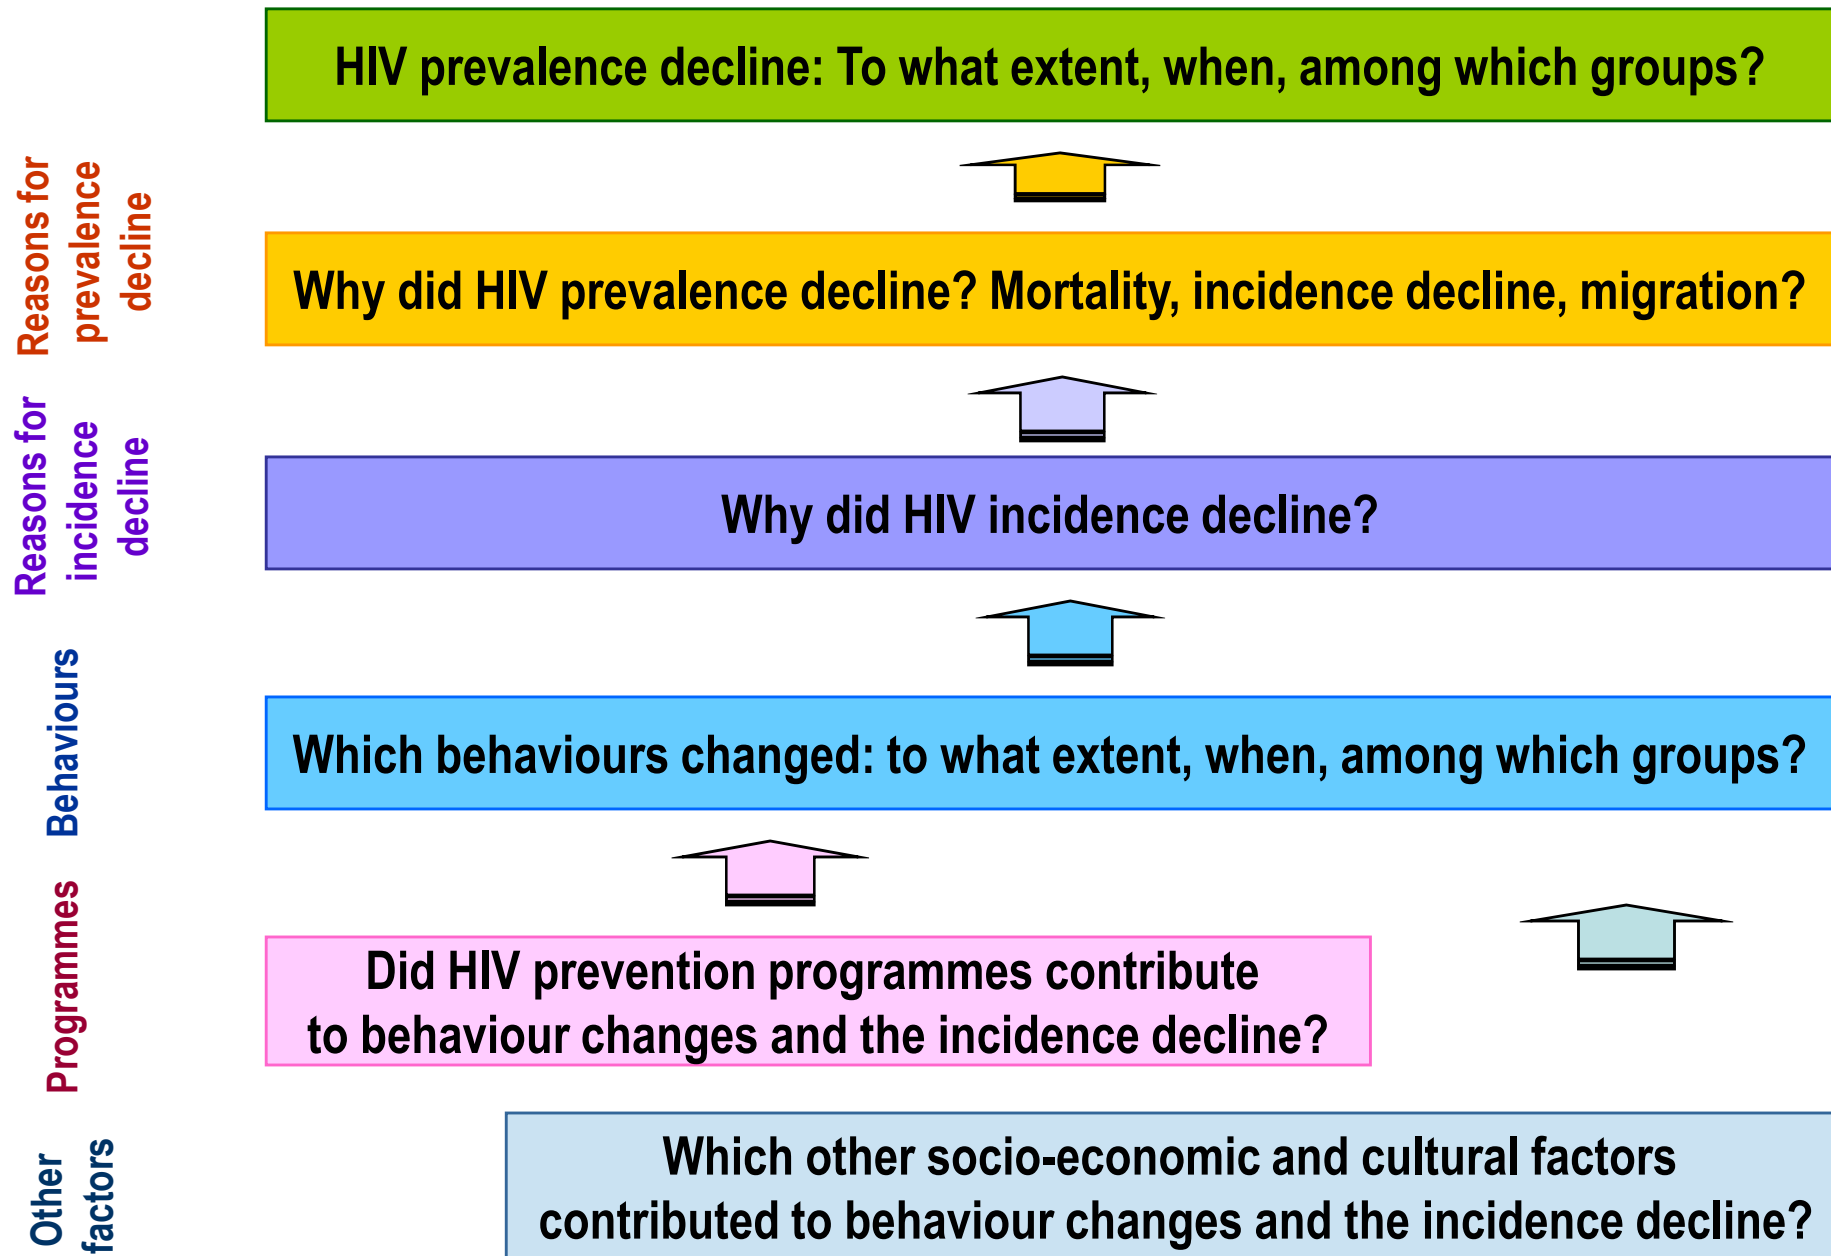 HIV prevalence decline: To what extent, when, among which groups?
Reasons for
prevalence
decline
Why did HIV prevalence decline? Mortality, incidence decline, migration?
Reasons for
incidence
decline
Why did HIV incidence decline?
Behaviours
Which behaviours changed: to what extent, when, among which groups?
Programmes
Did HIV prevention programmes contribute
to behaviour changes and the incidence decline?
Other
factors
Which other socio-economic and cultural factors
contributed to behaviour changes and the incidence decline?